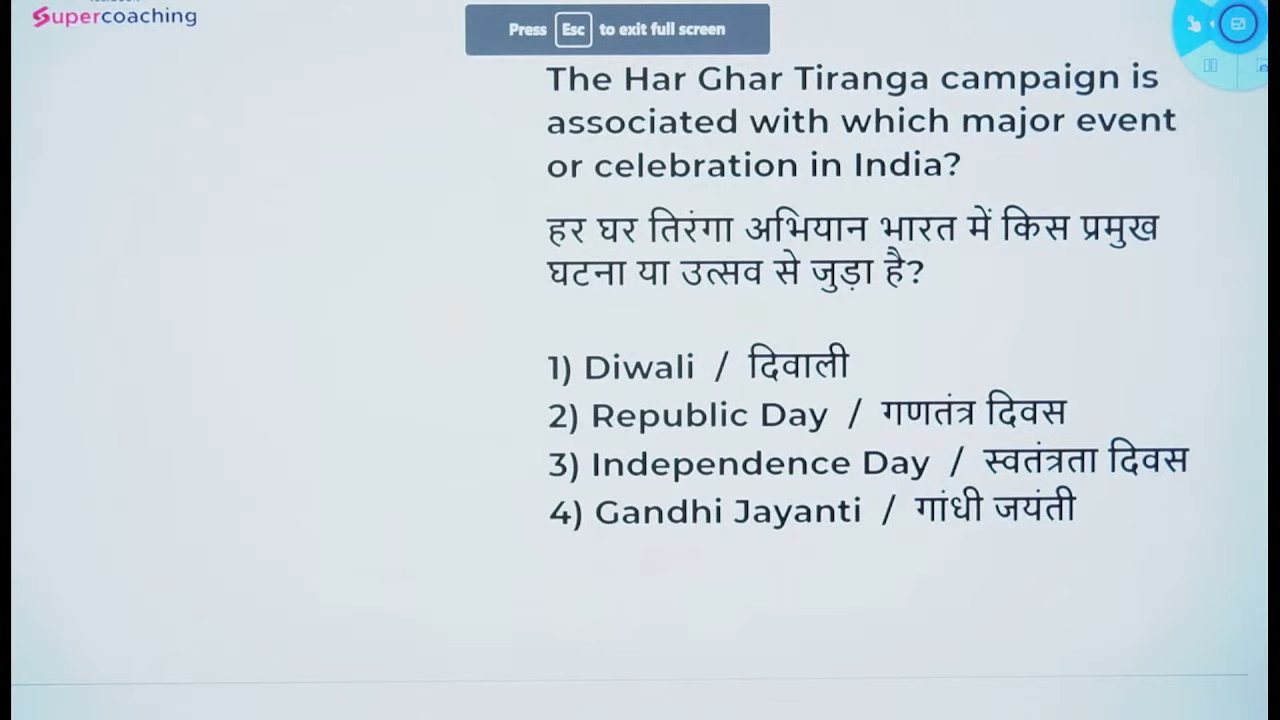 Supercoaching
Press Esc to exit full screen
The Har Ghar Tiranga campaign is
associated with which major event
or celebration in India?
हर घर तिरंगा अभियान भारत में किस प्रमुख
घटना या उत्सव से जुड़ा है?
1) Diwali / दिवाली
2) Republic Day / गणतंत्र दिवस
3) Independence Day / स्वतंत्रता दिवस
4) Gandhi Jayanti / गांधी जयंती